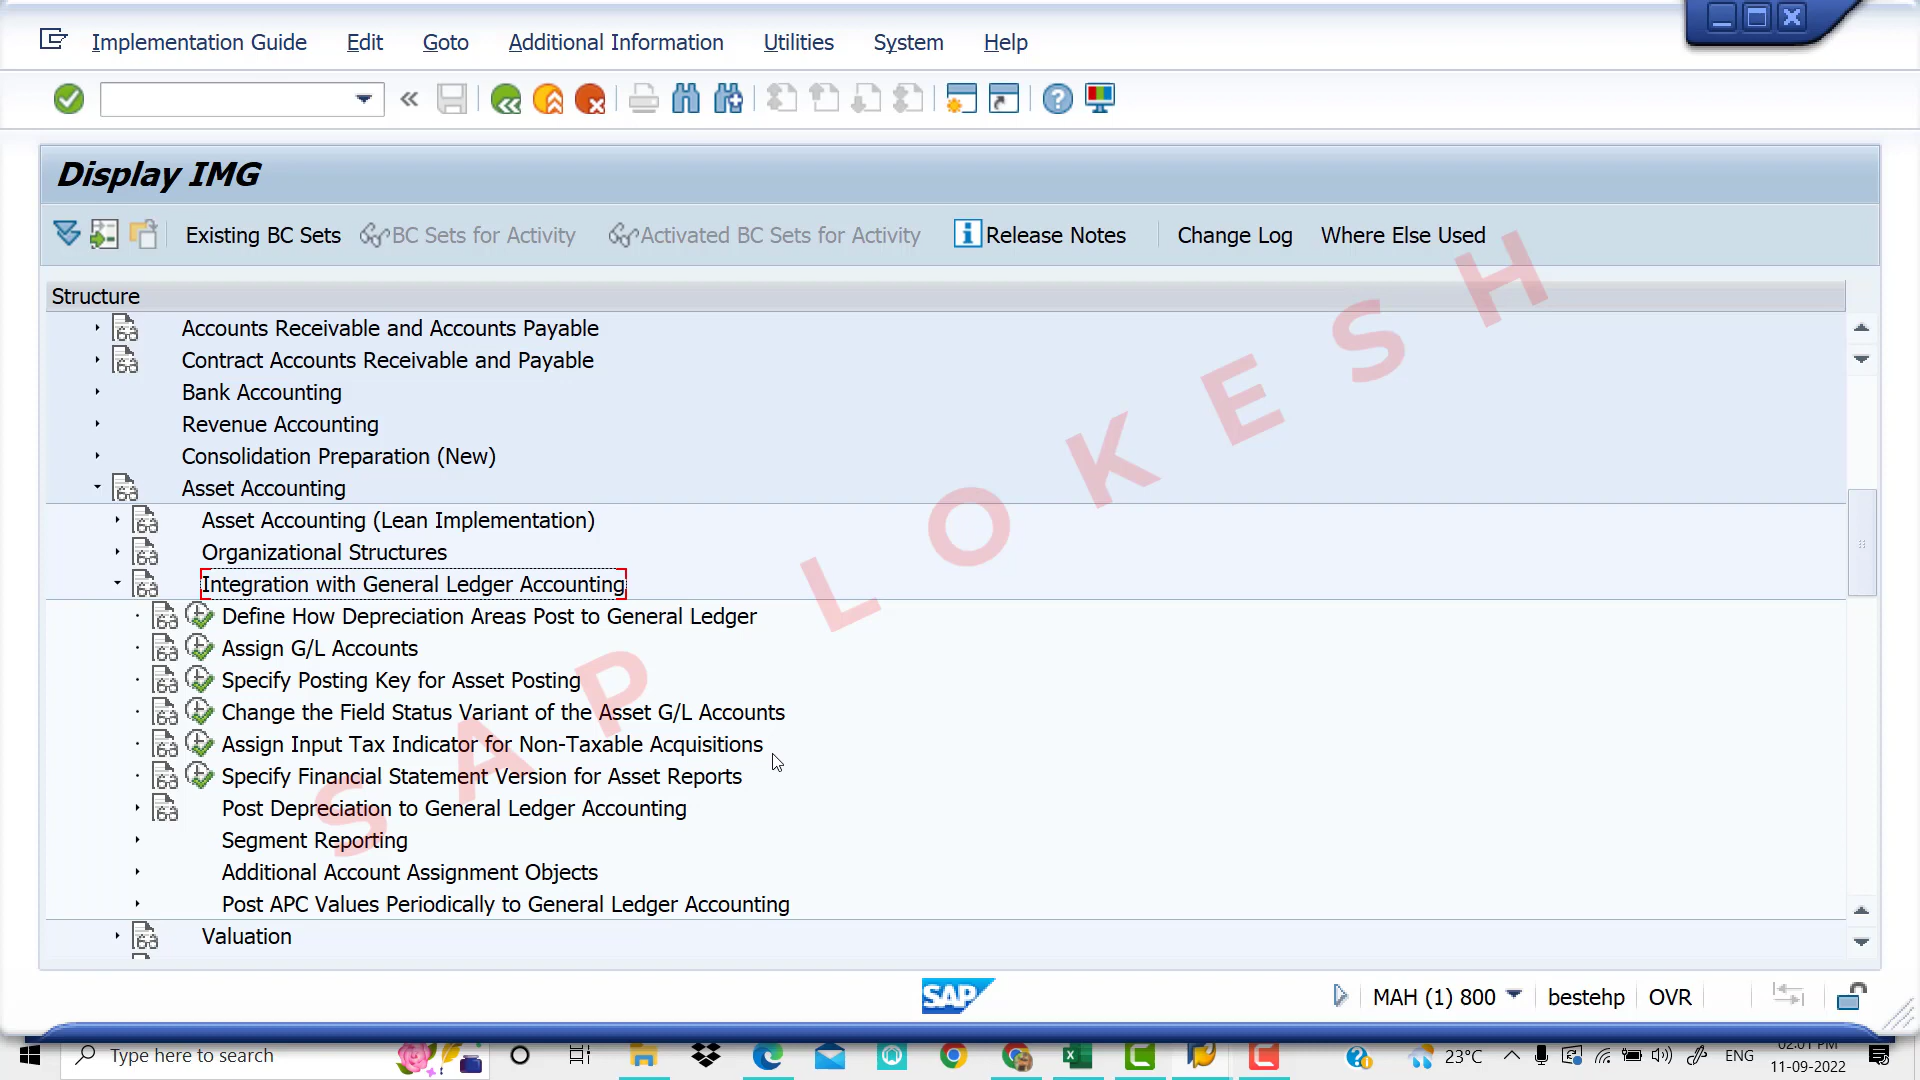 Implementation Guide Edit Goto Additional Information Utilities System Help
Display IMG
Existing BC Sets BC Sets for Activity Activated BC Sets for Activity Release Notes Change Log Where Else Used
Structure
Accounts Receivable and Accounts Payable
Contract Accounts Receivable and Payable
Bank Accounting
Revenue Accounting
Consolidation Preparation (New)
Asset Accounting
Asset Accounting (Lean Implementation)
Organizational Structures
Integration with General Ledger Accounting
Define How Depreciation Areas Post to General Ledger
Assign G/L Accounts
Specify Posting Key for Asset Posting
Change the Field Status Variant of the Asset G/L Accounts
Assign Input Tax Indicator for Non-Taxable Acquisitions
Specify Financial Statement Version for Asset Reports
Post Depreciation to General Ledger Accounting
Segment Reporting
Additional Account Assignment Objects
Post APC Values Periodically to General Ledger Accounting
Valuation
SAP LOKESH
SAP MAH (1) 800 bestehp OVR
Type here to search 23°C ENG 02:01 PM
11-09-2022